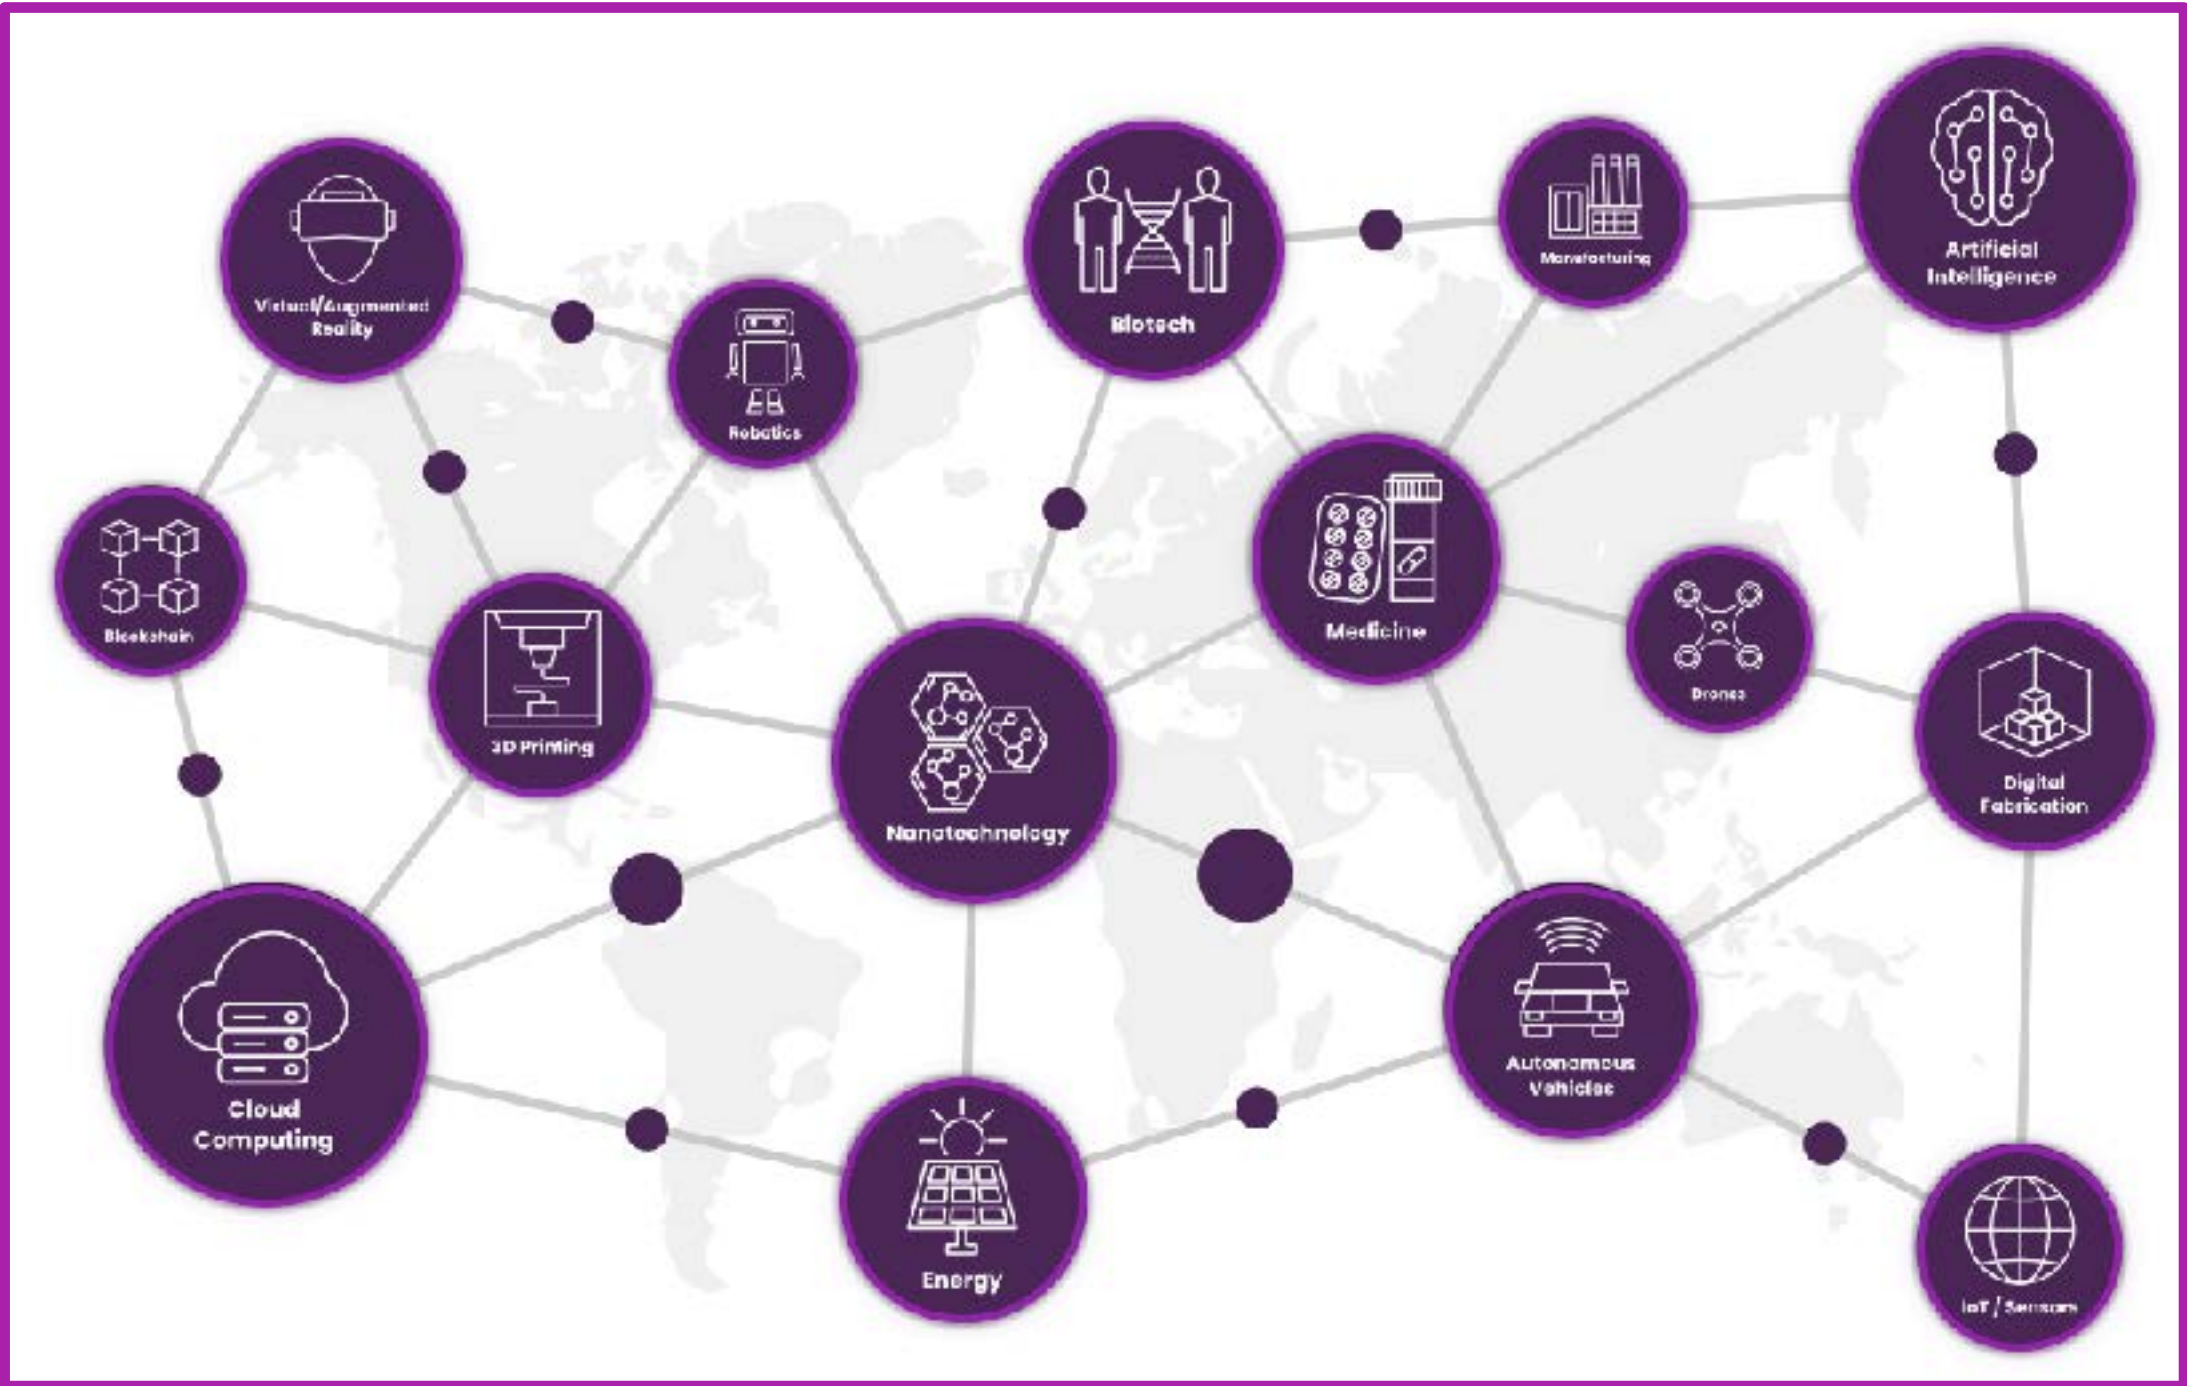 Artificial
Intelligence
Manufacturing
Virtual/Augmented
Reality
Biotech
Robotics
Blockchain
Medicine
Drones
3D Printing
Digital
Fabrication
Nanotechnology
Autonomous
Vehicles
Cloud
Computing
Energy
IoT / Sensors